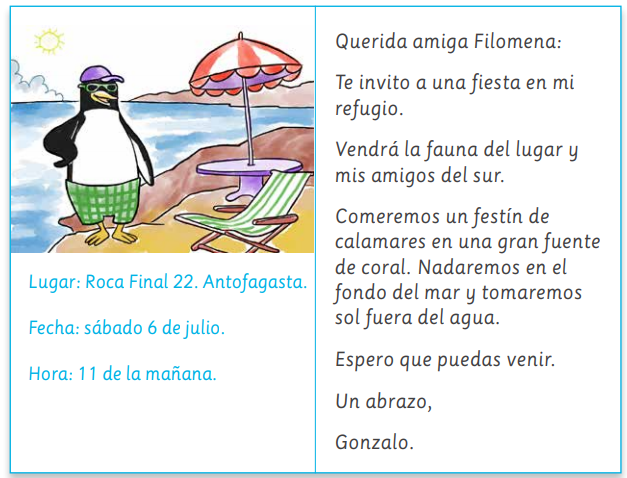 Lugar: Roca Final 22. Antofagasta.
Fecha: sábado 6 de julio.
Hora: 11 de la mañana.
Querida amiga Filomena:
Te invito a una fiesta en mi
refugio.
Vendrá la fauna del lugar y
mis amigos del sur.
Comeremos un festín de
calamares en una gran fuente
de coral. Nadaremos en el
fondo del mar y tomaremos
sol fuera del agua.
Espero que puedas venir.
Un abrazo,
Gonzalo.